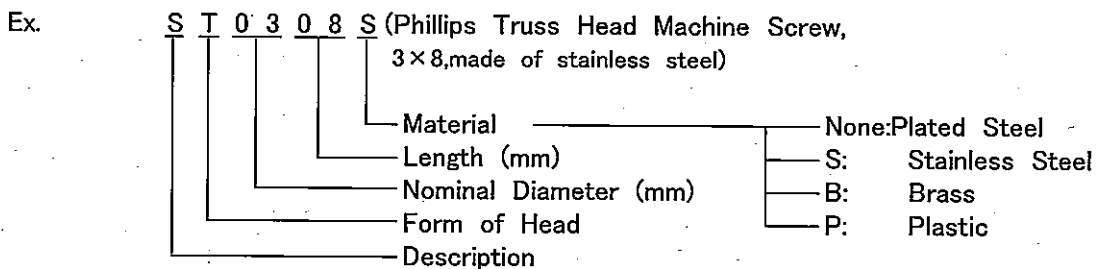 Ex. S T 0 3 0 8 S (Phillips Truss Head Machine Screw,
3×8,made of stainless steel)
Material None:Plated Steel
Length (mm) S: Stainless Steel
Nominal Diameter (mm) B: Brass
Form of Head P: Plastic
Description